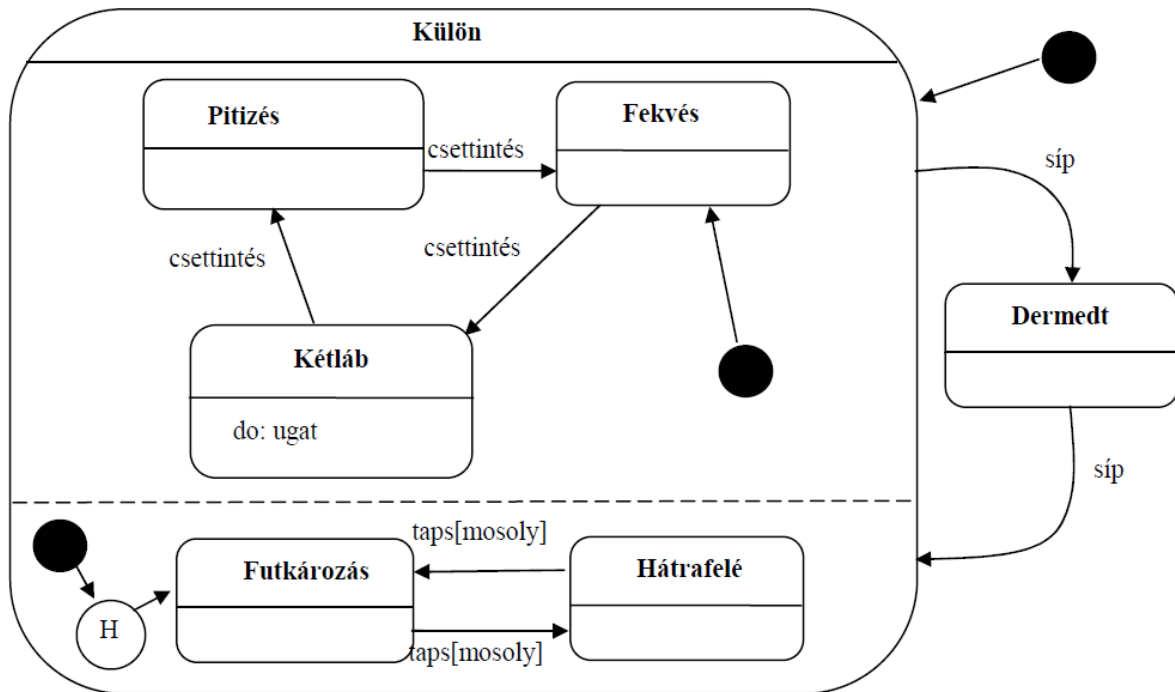 Külön
Pitizés
Fekvés
csettintés
síp
csettintés
csettintés
Dermedt
Kétláb
do: ugat
síp
taps[mosoly]
Futkározás
Hátrafelé
H
taps[mosoly]